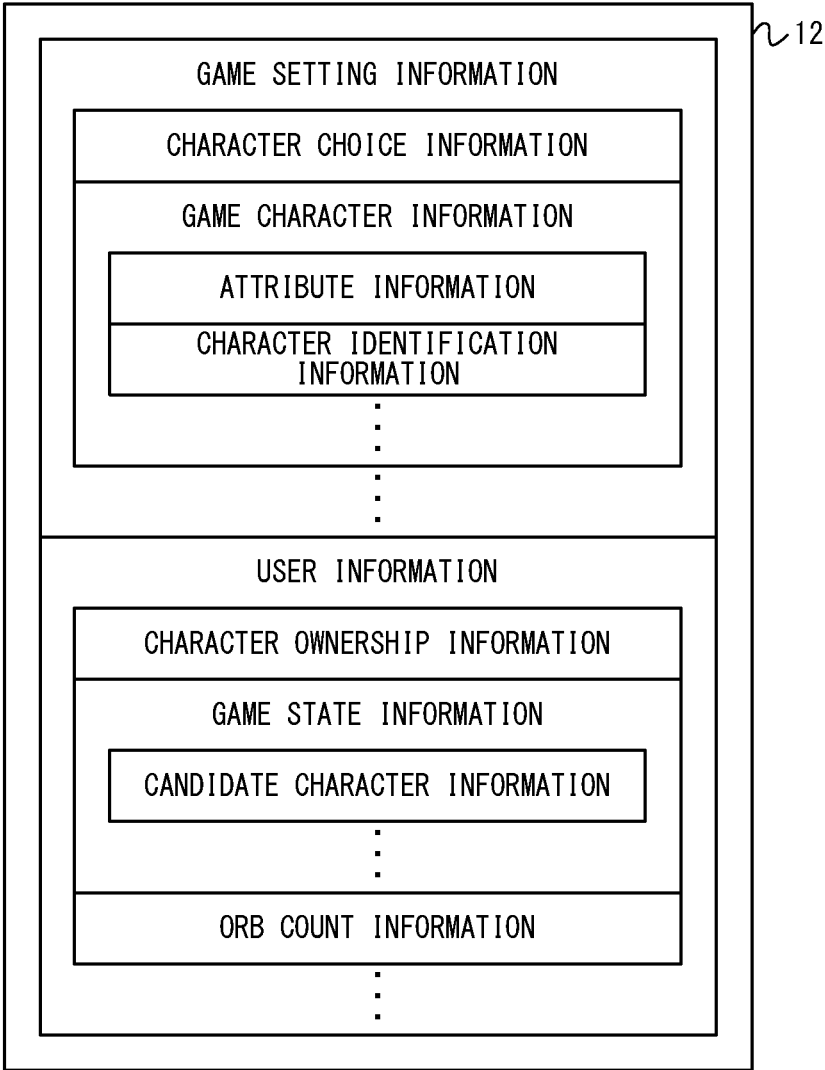 12
GAME SETTING INFORMATION
CHARACTER CHOICE INFORMATION
GAME CHARACTER INFORMATION
ATTRIBUTE INFORMATION
CHARACTER IDENTIFICATION
INFORMATION
USER INFORMATION
CHARACTER OWNERSHIP INFORMATION
GAME STATE INFORMATION
CANDIDATE CHARACTER INFORMATION
ORB COUNT INFORMATION